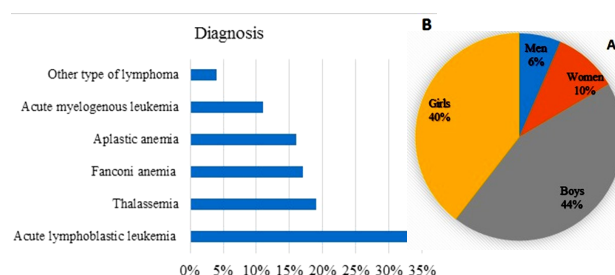 Diagnosis
Other type of lymphoma
Acute myelogenous leukemia
Aplastic anemia
Fanconi anemia
Thalassemia
Acute lymphoblastic leukemia
0% 5% 10% 15% 20% 25% 30% 35%
B
A
Men
6%
Women
10%
Girls
40%
Boys
44%